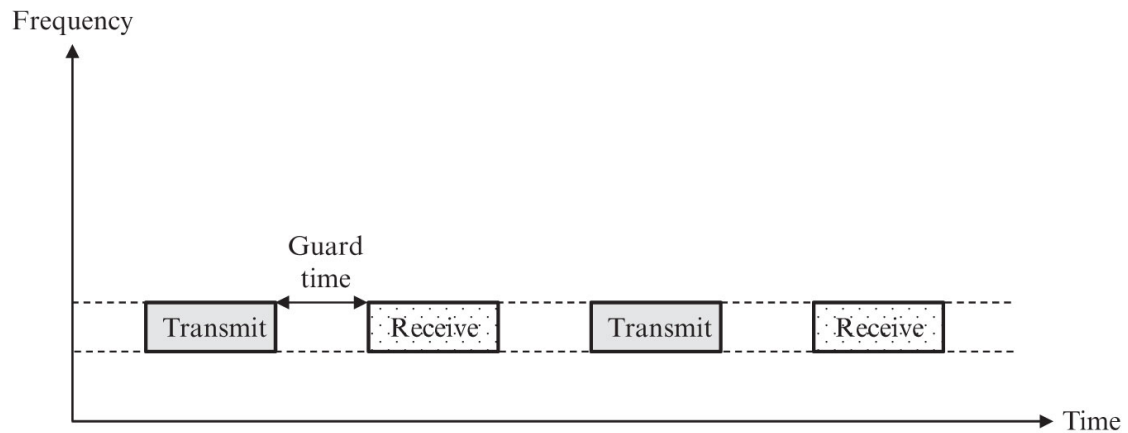 Frequency
Guard
time
Transmit
Receive
Transmit
Receive
Time